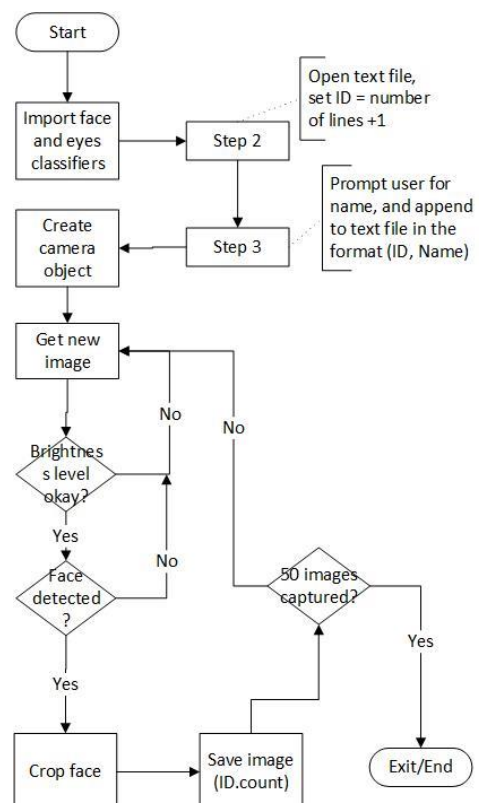 Start
Import face
and eyes
classifiers
Step 2
Open text file,
set ID = number
of lines +1
Step 3
Prompt user for
name, and append
to text file in the
format (ID, Name)
Create
camera
object
Get new
image
No
No
Brightnes
s level
okay?
Yes
No
Face
detected
?
50 images
captured?
Yes
Yes
Crop face
Save image
(ID.count)
Exit/End